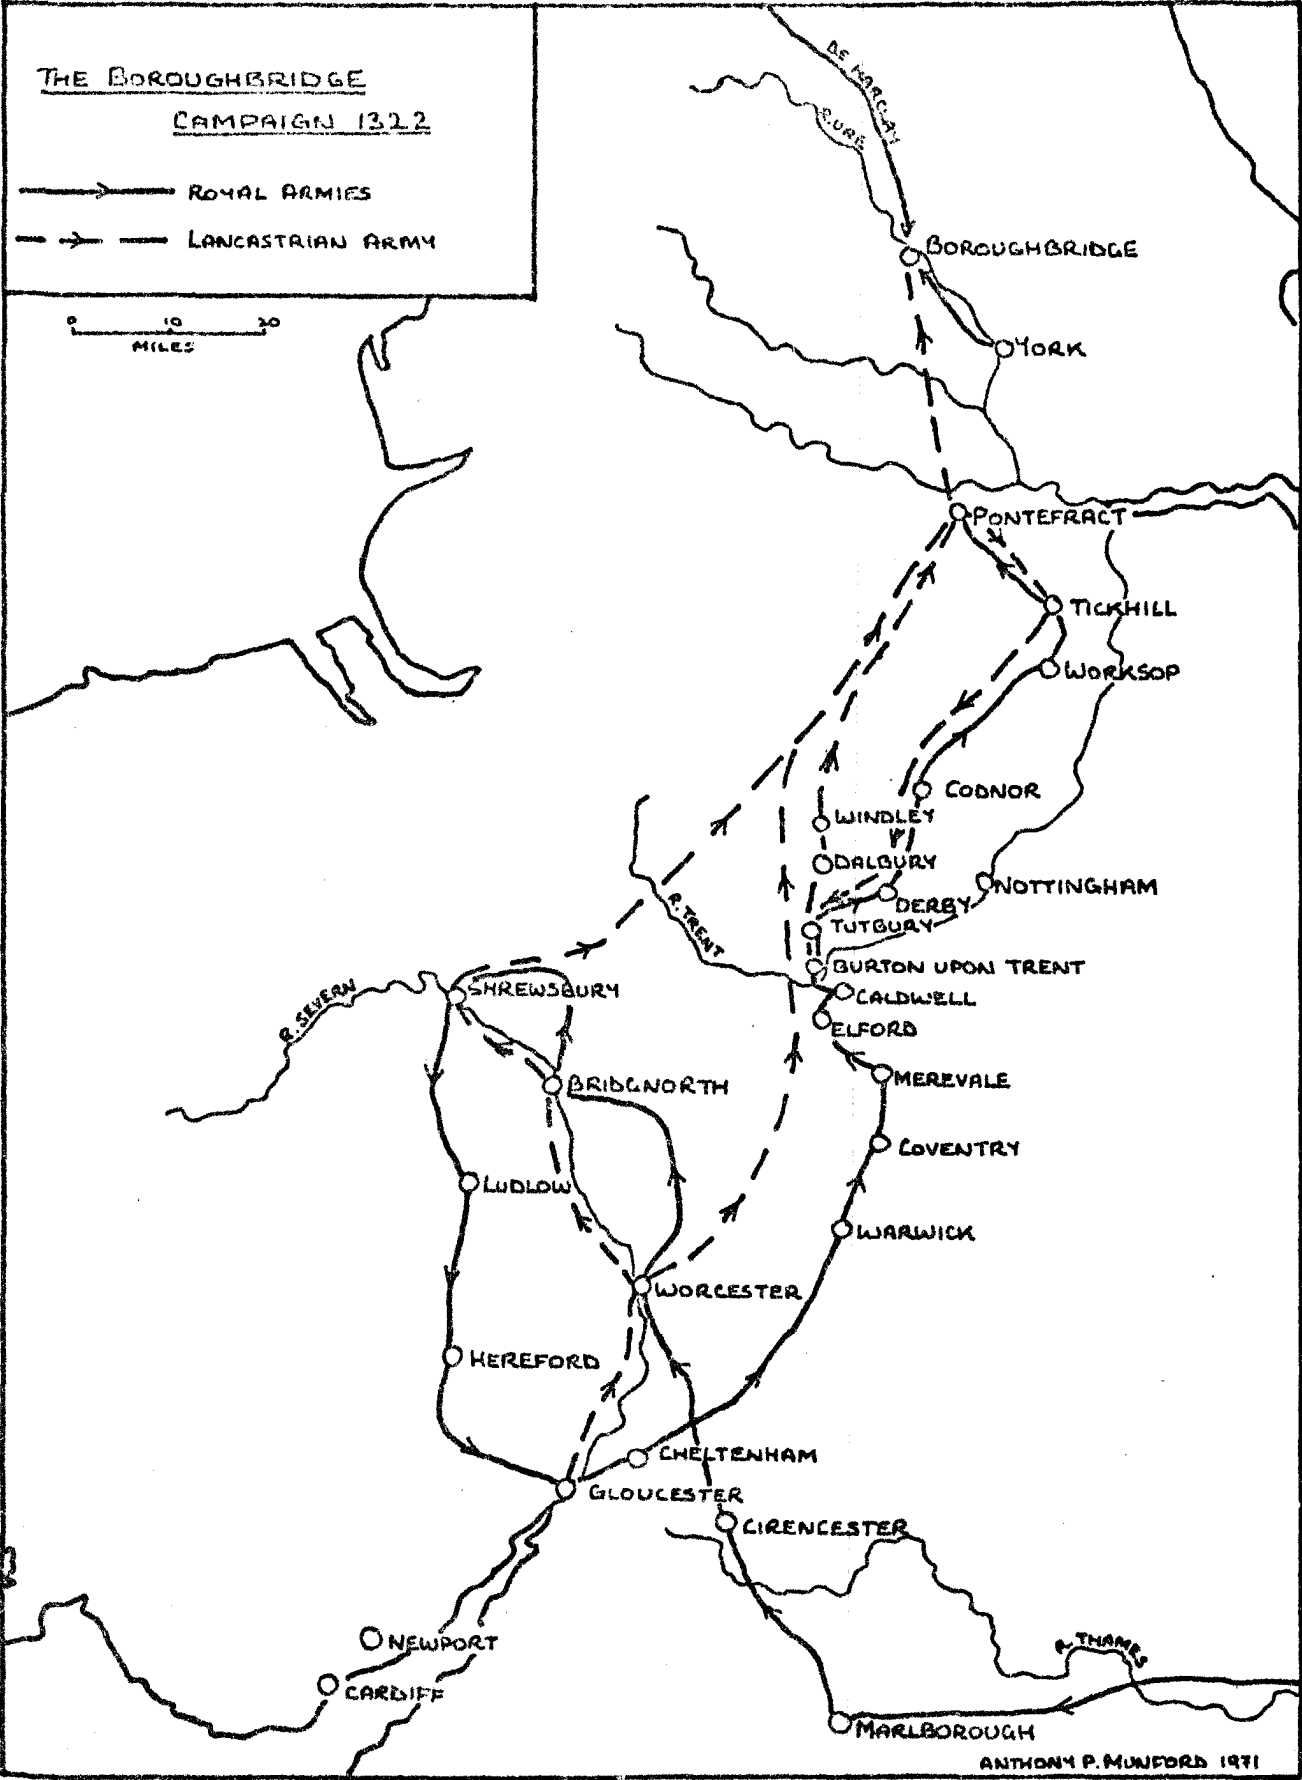 THE BOROUGHBRIDGE
CAMPAIGN 1322
ROYAL ARMIES
LANCASTRIAN ARMY
0 10 20
MILES
DE HARCLAY
R. URE
BOROUGHBRIDGE
YORK
PONTEFRACT
TICKHILL
WORKSOP
CODNOR
WINDLEY
DALBURY
NOTTINGHAM
DERBY
R. TRENT
TUTBURY
BURTON UPON TRENT
SHREWSBURY
CALDWELL
R. SEVERN
ELFORD
MEREVALE
BRIDGNORTH
COVENTRY
LUDLOW
WARWICK
WORCESTER
HEREFORD
CHELTENHAM
GLOUCESTER
CIRENCESTER
NEWPORT
R. THAMES
CARDIFF
MARLBOROUGH
ANTHONY P. MUNFORD 1971